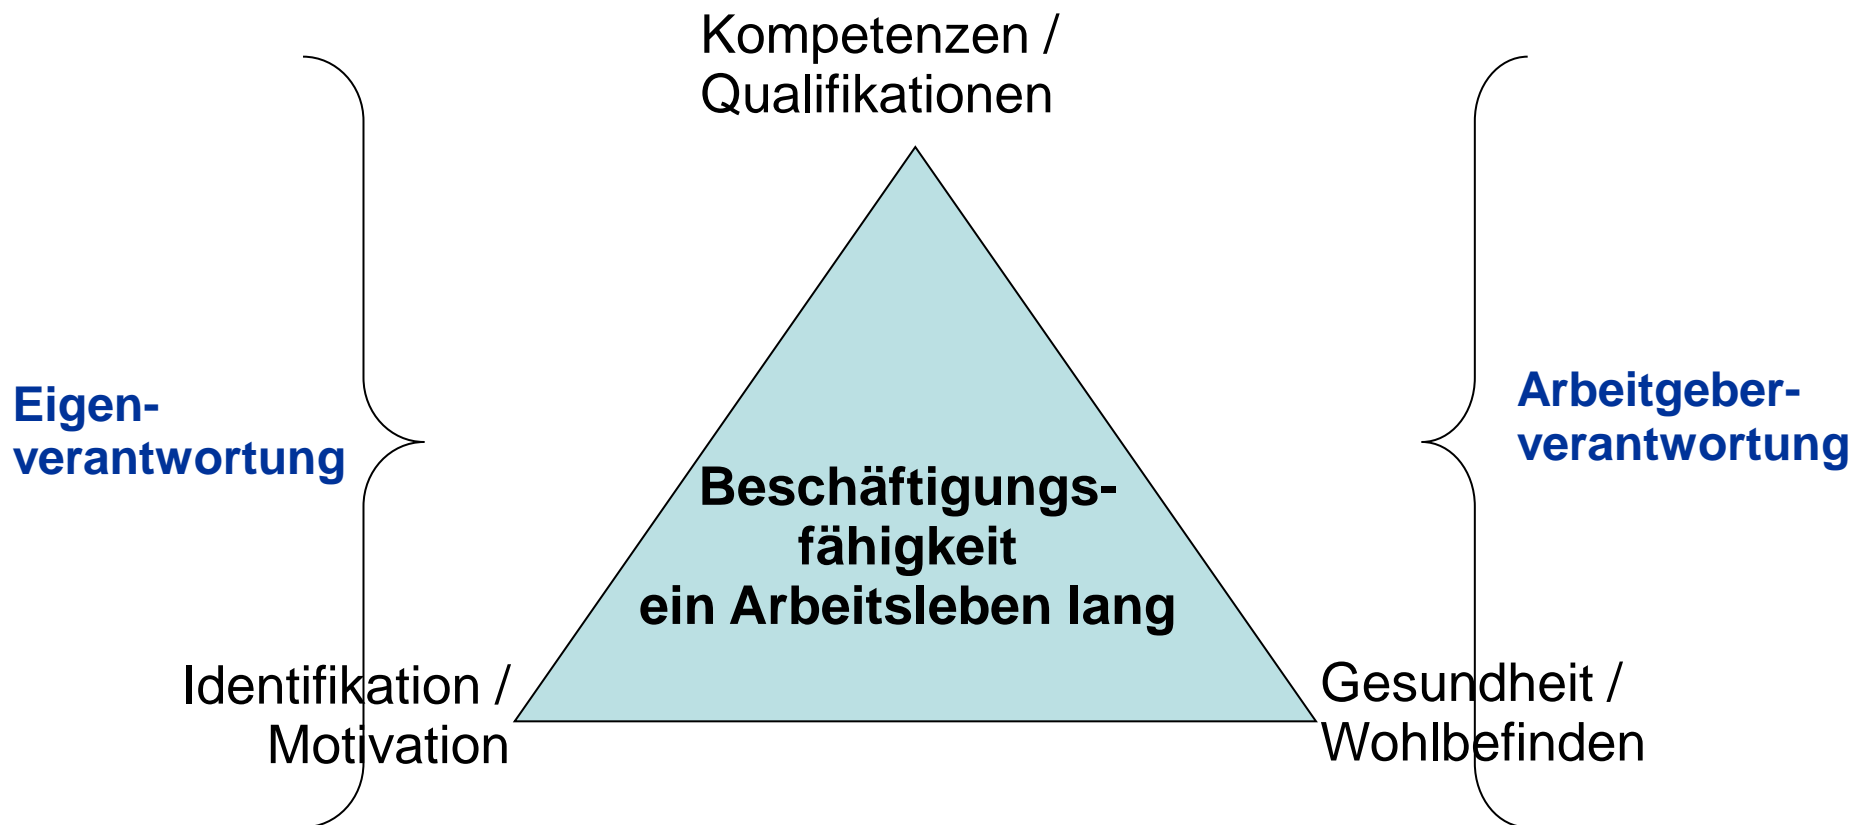 Kompetenzen /
Qualifikationen
Eigen-
verantwortung
Arbeitgeber-
verantwortung
Beschäftigungs-
fähigkeit
ein Arbeitsleben lang
Identifikation /
Motivation
Gesundheit /
Wohlbefinden